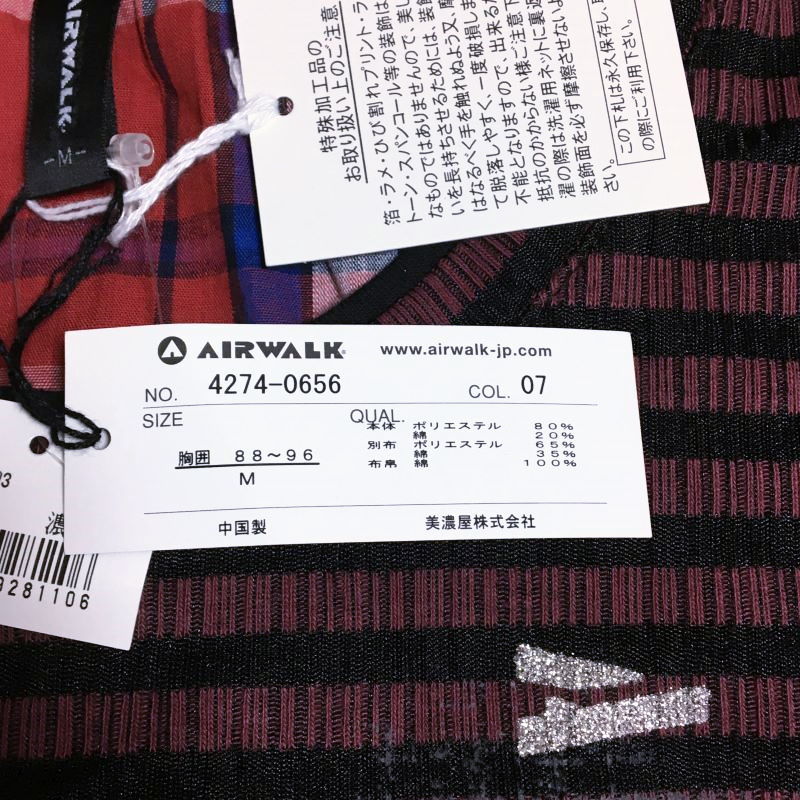 AIRWALK
-M-
特殊加工品の
お取り扱い上のご注意
箔・ラメ・ひび割れプリント・ラ
トーン・スパンコール等の装飾は
なものではありませんので、美し
いを長持ちさせるためには、装飾
はなるべく手を触れぬよう又、摩
て脱落しやすく、一度破損しま
不能となりますので、出来るだ
抵抗のかからない様ご注意下
濯の際は洗濯用ネットに裏返
装飾面を必ず摩擦させないよ
さい。
この下札は永久保存し、
の際にご利用下さい。
AIRWALK
www.airwalk-jp.com
NO. 4274-0656 COL. 07
SIZE QUAL.
本体 ポリエステル 80%
綿 20%
別布 ポリエステル 65%
綿 35%
布帛 綿 100%
胸囲 88〜96
M
中国製 美濃屋株式会社
濃
9281106